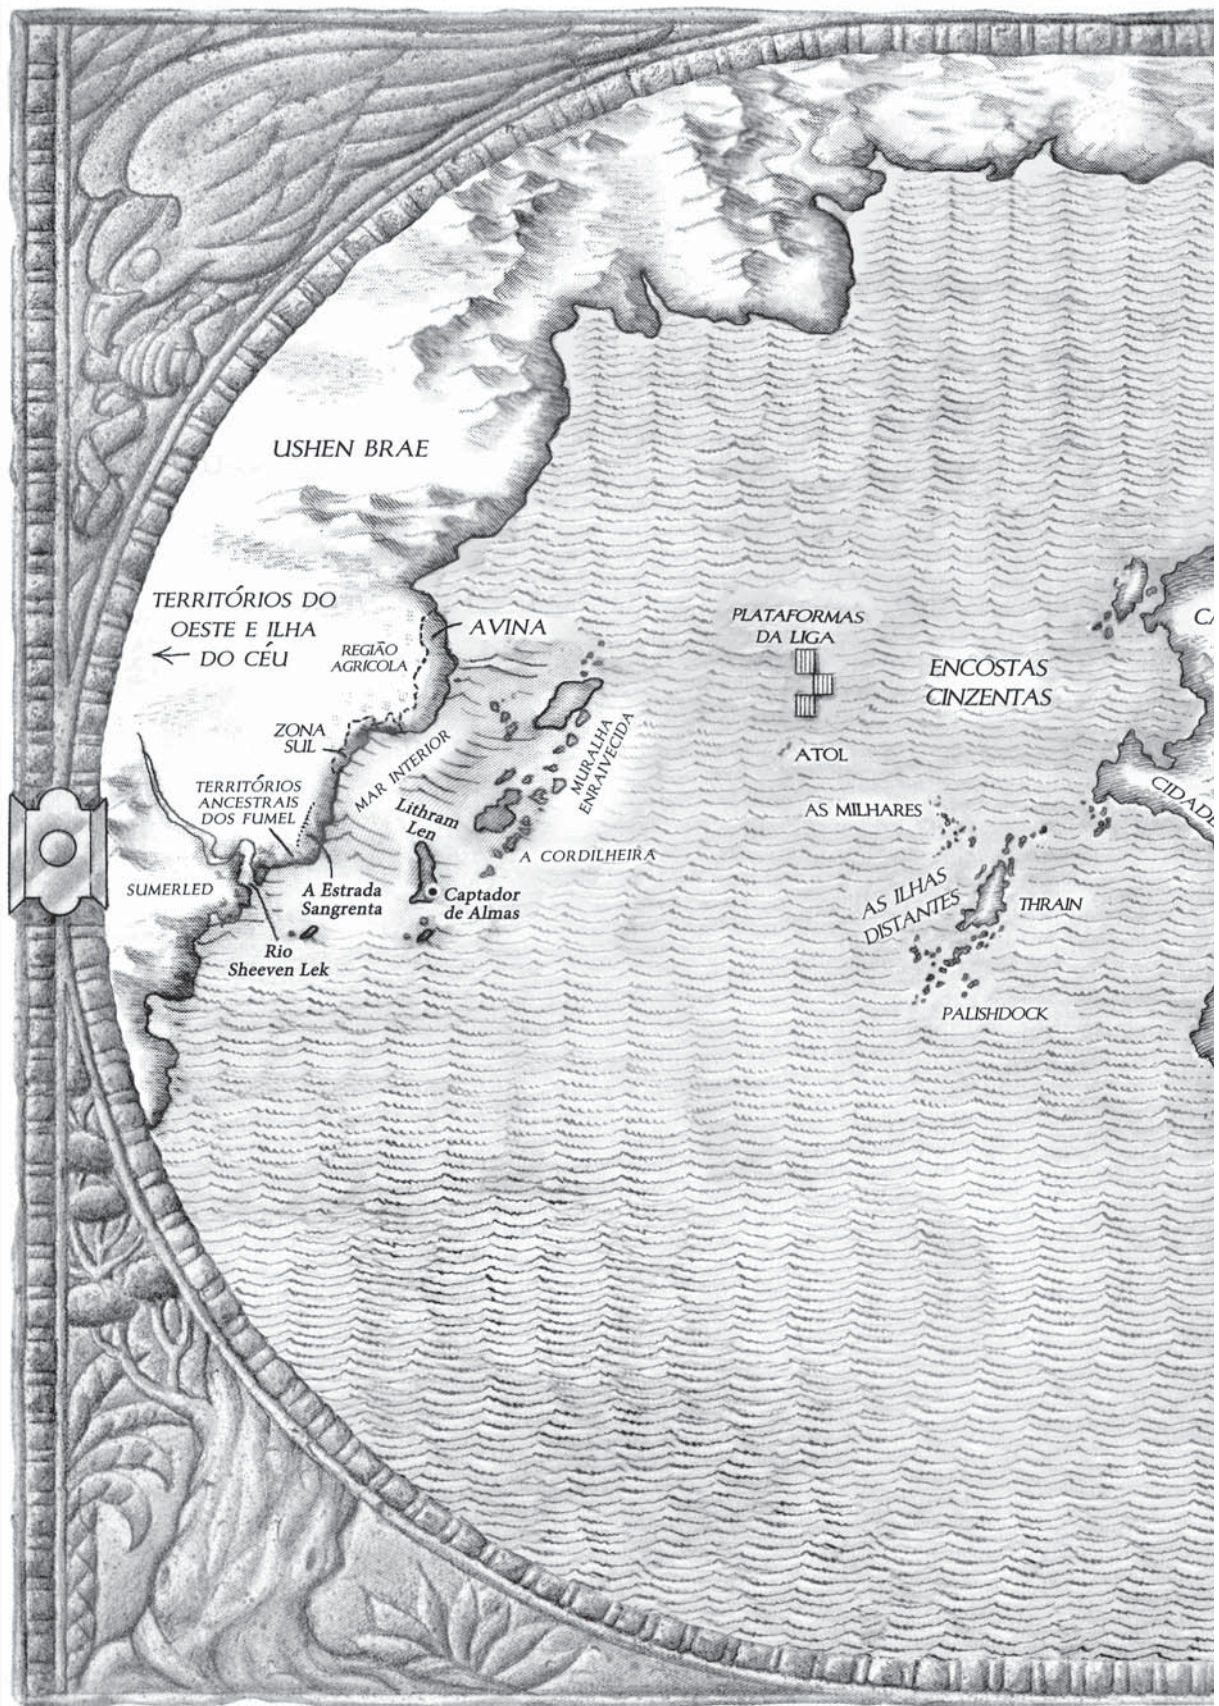 USHEN BRAE
TERRITÓRIOS DO
OESTE E ILHA
DO CÉU
AVINA
REGIÃO
AGRÍCOLA
ZONA
SUL
MAR INTERIOR
MURALHA
ENRAIVECIDA
TERRITÓRIOS
ANCESTRAIS
DOS FUMEL
Lithram
Len
A CORDILHEIRA
SUMERLED
A Estrada
Sangrenta
Captador
de Almas
Rio
Sheeven Lek
PLATAFORMAS
DA LIGA
ENCOSTAS
CINZENTAS
ATOL
AS MILHARES
AS ILHAS
DISTANTES
THRAIN
PALISHDOCK
CA
CIDADE